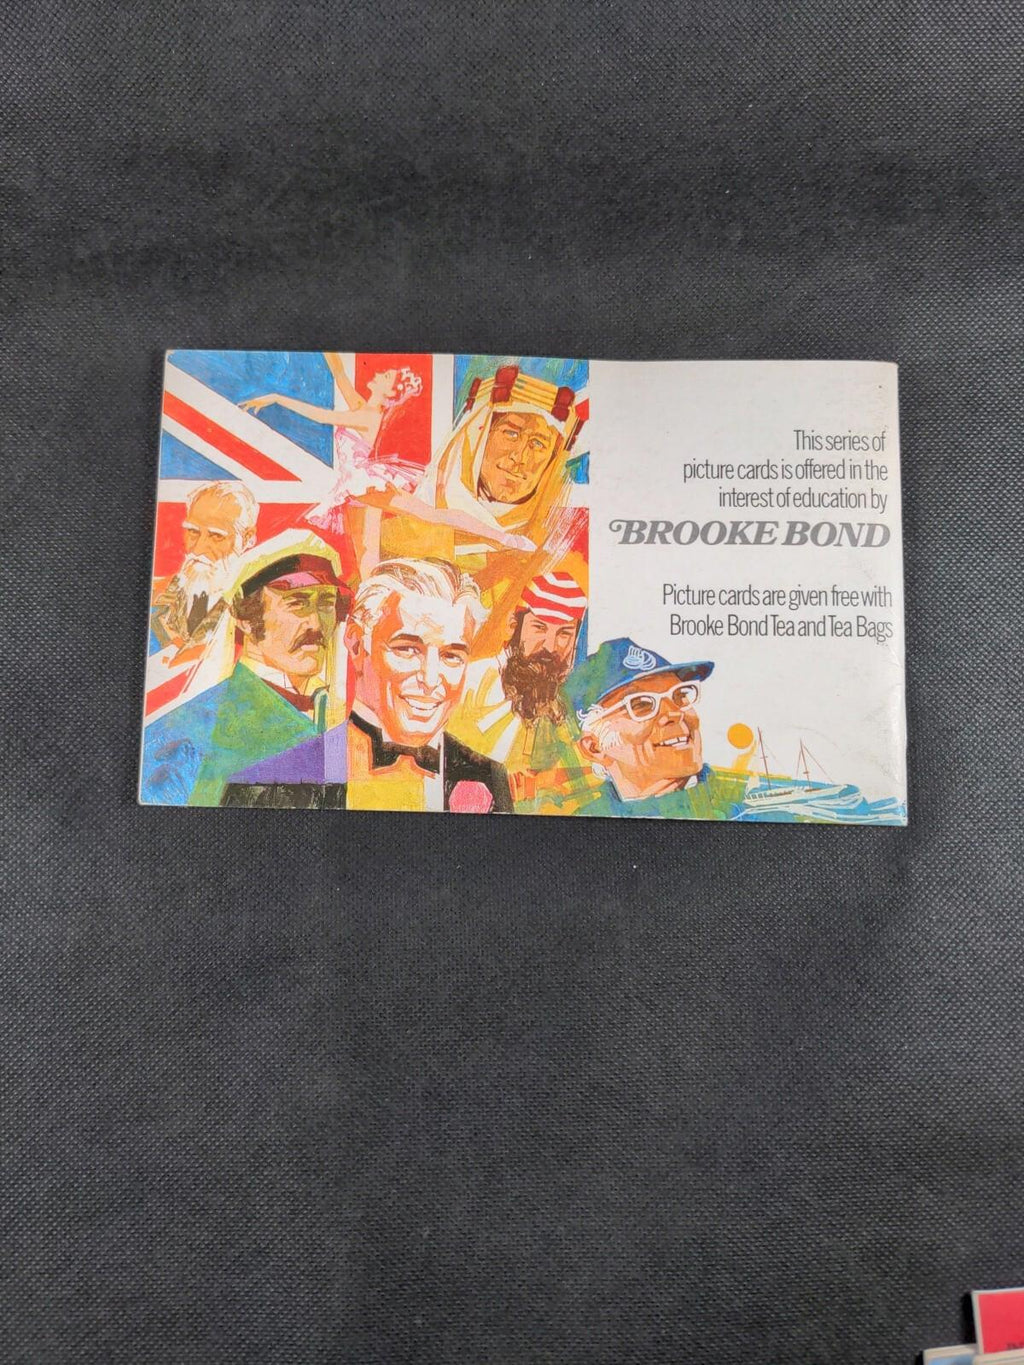 This series of
picture cards is offered in the
interest of education by
BROOKE BOND
Picture cards are given free with
Brooke Bond Tea and Tea Bags